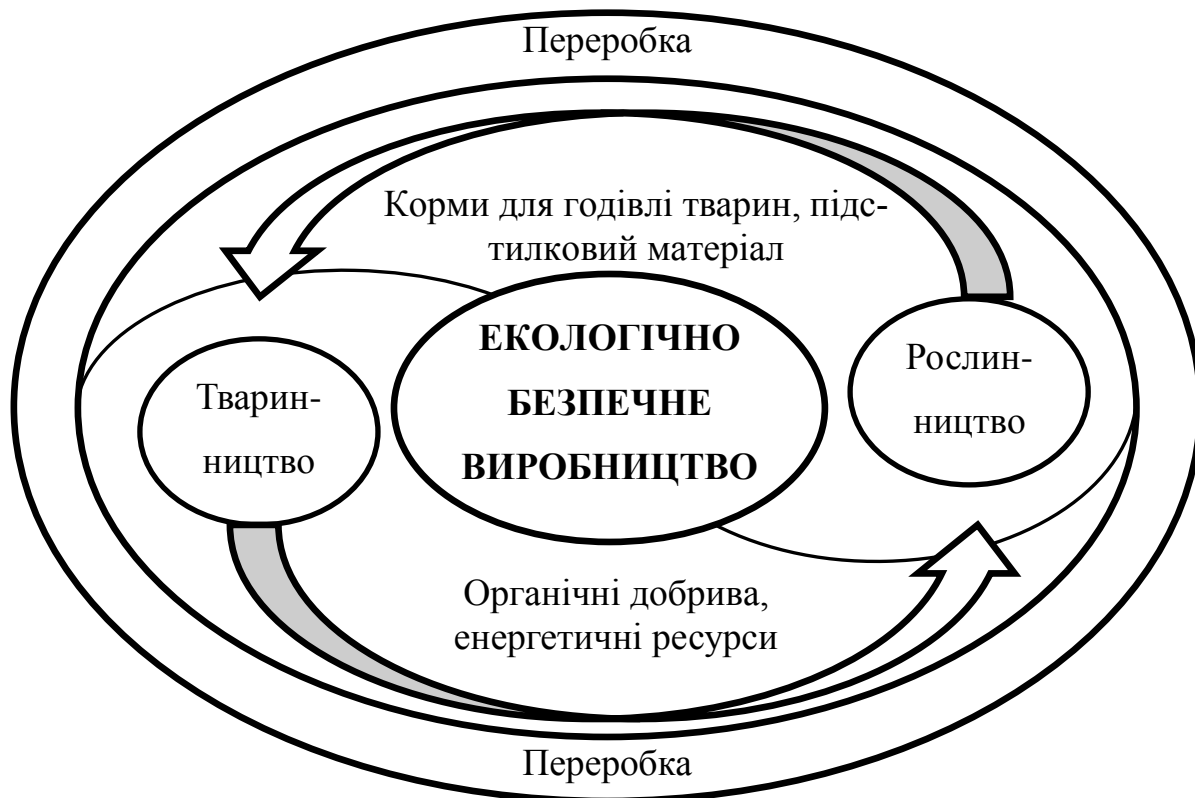 Переробка
Корми для годівлі тварин, підс-
тилковий матеріал
ЕКОЛОГІЧНО
БЕЗПЕЧНЕ
ВИРОБНИЦТВО
Тварин-
ництво
Рослин-
ництво
Органічні добрива,
енергетичні ресурси
Переробка